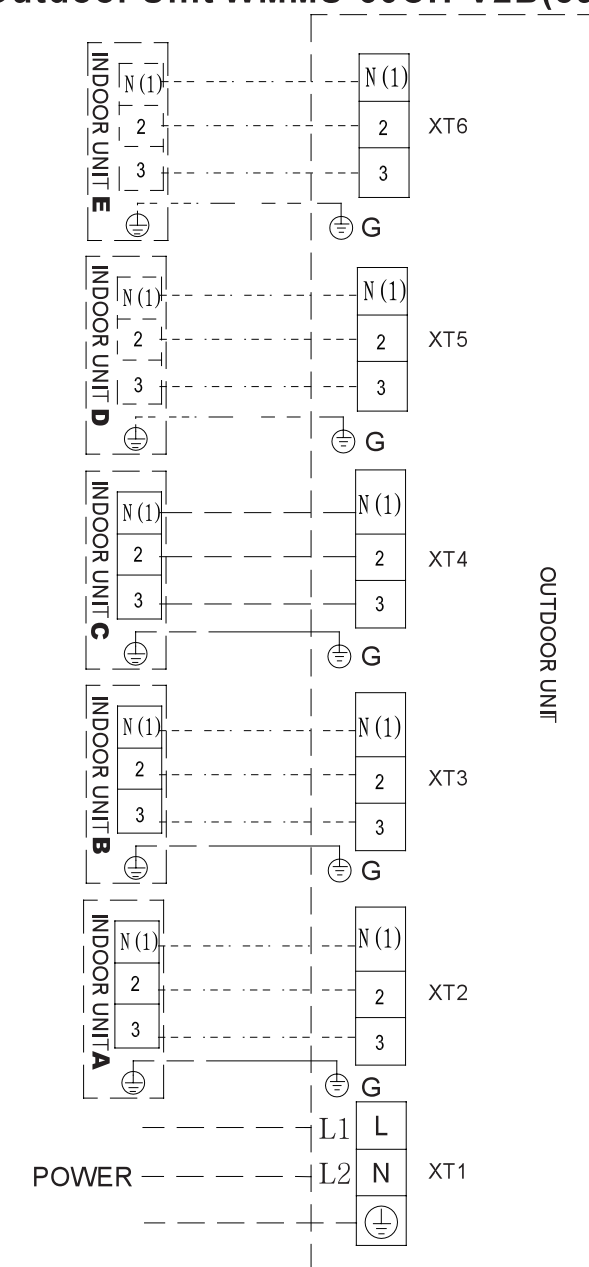 Outdoor Unit
INDOOR UNIT E
N(1)
2
3
N(1)
2
3
XT6
G
INDOOR UNIT D
N(1)
2
3
N(1)
2
3
XT5
G
INDOOR UNIT C
N(1)
2
3
N(1)
2
3
XT4
G
OUTDOOR UNIT
INDOOR UNIT B
N(1)
2
3
N(1)
2
3
XT3
G
INDOOR UNIT A
N(1)
2
3
N(1)
2
3
XT2
G
L1 L
POWER L2 N XT1